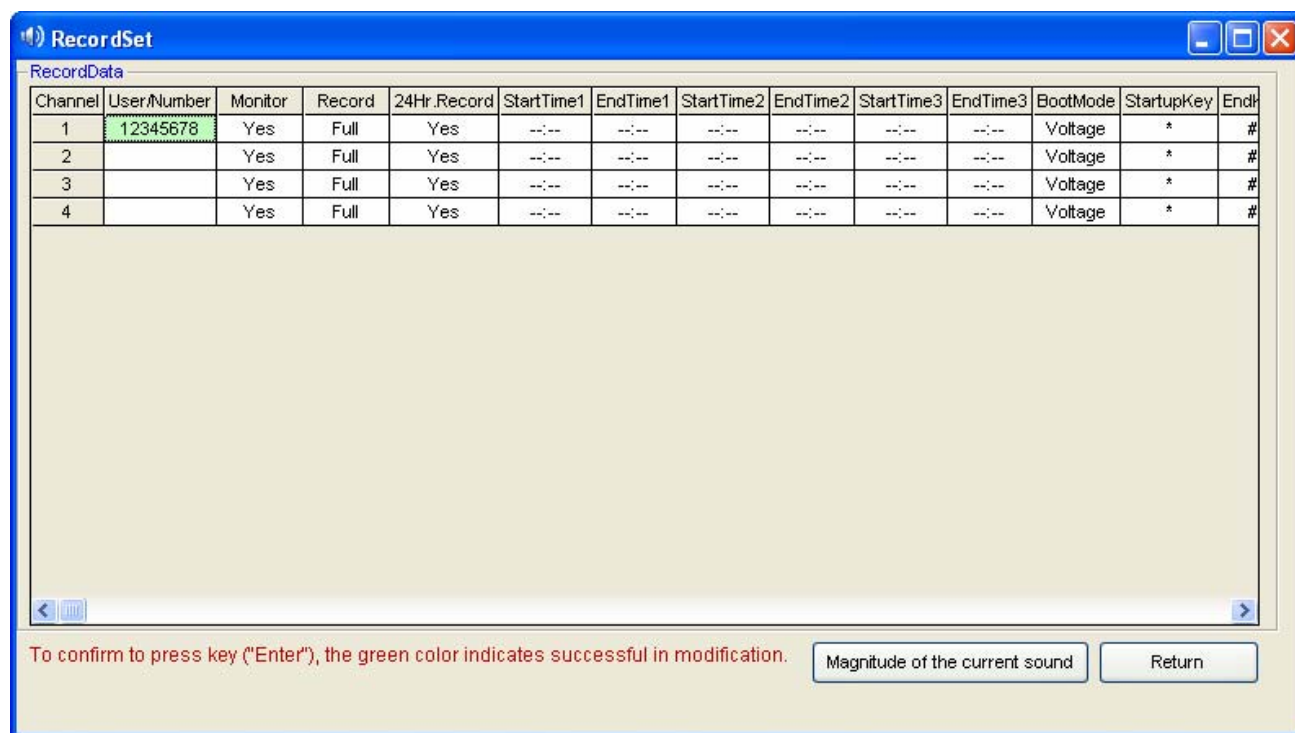 RecordSet
RecordData
Channel User/Number Monitor Record 24Hr.Record StartTime1 EndTime1 StartTime2 EndTime2 StartTime3 EndTime3 BootMode StartupKey
1 12345678 Yes Full Yes --:-- --:-- --:-- --:-- --:-- --:-- Voltage * #
2 Yes Full Yes --:-- --:-- --:-- --:-- --:-- --:-- Voltage * #
3 Yes Full Yes --:-- --:-- --:-- --:-- --:-- --:-- Voltage * #
4 Yes Full Yes --:-- --:-- --:-- --:-- --:-- --:-- Voltage * #
To confirm to press key ("Enter"), the green color indicates successful in modification. Magnitude of the current sound Return